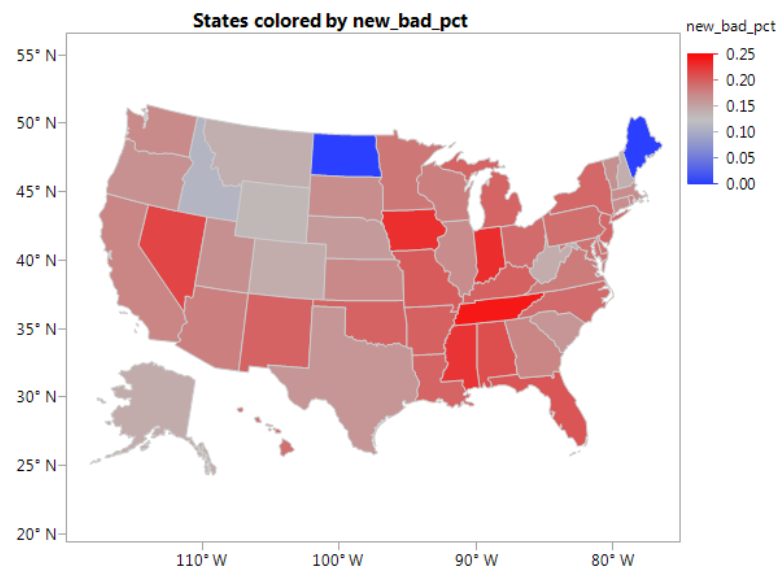 States colored by new_bad_pct
new_bad_pct
0.25
0.20
0.15
0.10
0.05
0.00
55° N
50° N
45° N
40° N
35° N
30° N
25° N
20° N
110° W
100° W
90° W
80° W